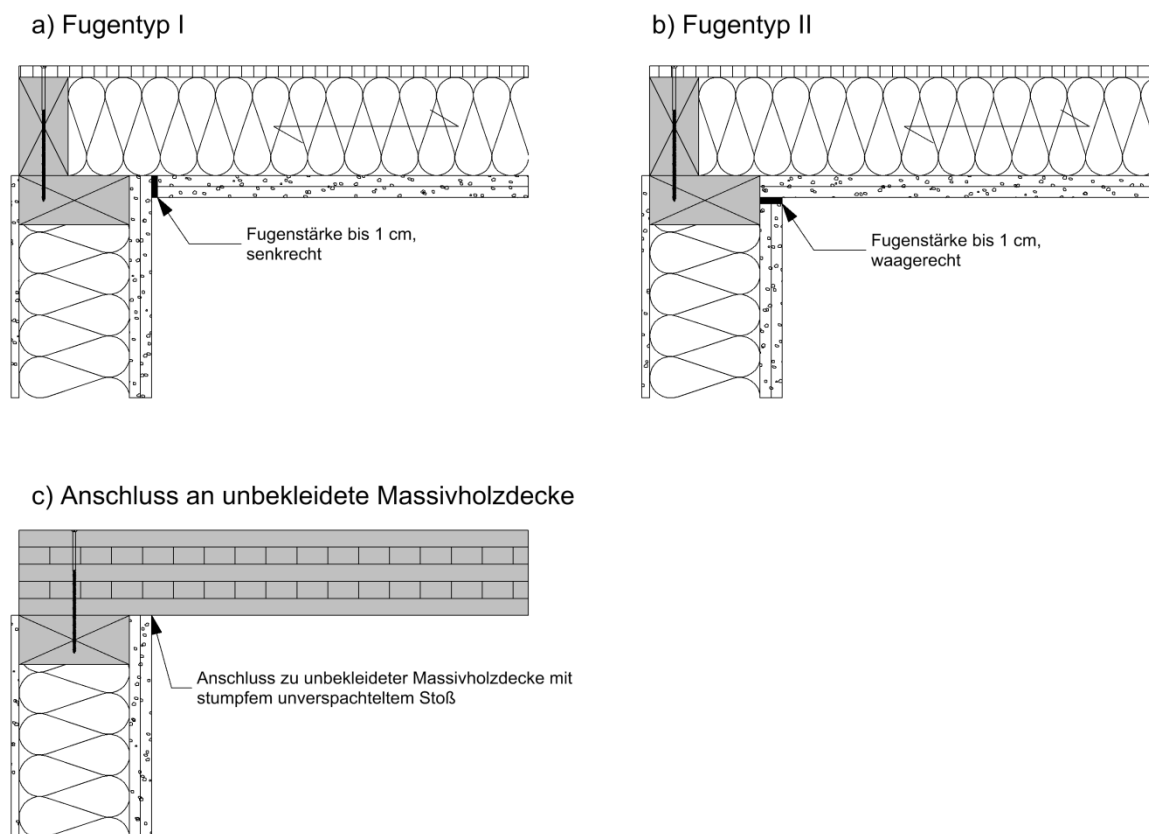 a) Fugentyp I
b) Fugentyp II
Fugenstärke bis 1 cm,
senkrecht
Fugenstärke bis 1 cm,
waagerecht
c) Anschluss an unbekleidete Massivholzdecke
Anschluss zu unbekleideter Massivholzdecke mit
stumpfem unverspachteltem Stoß